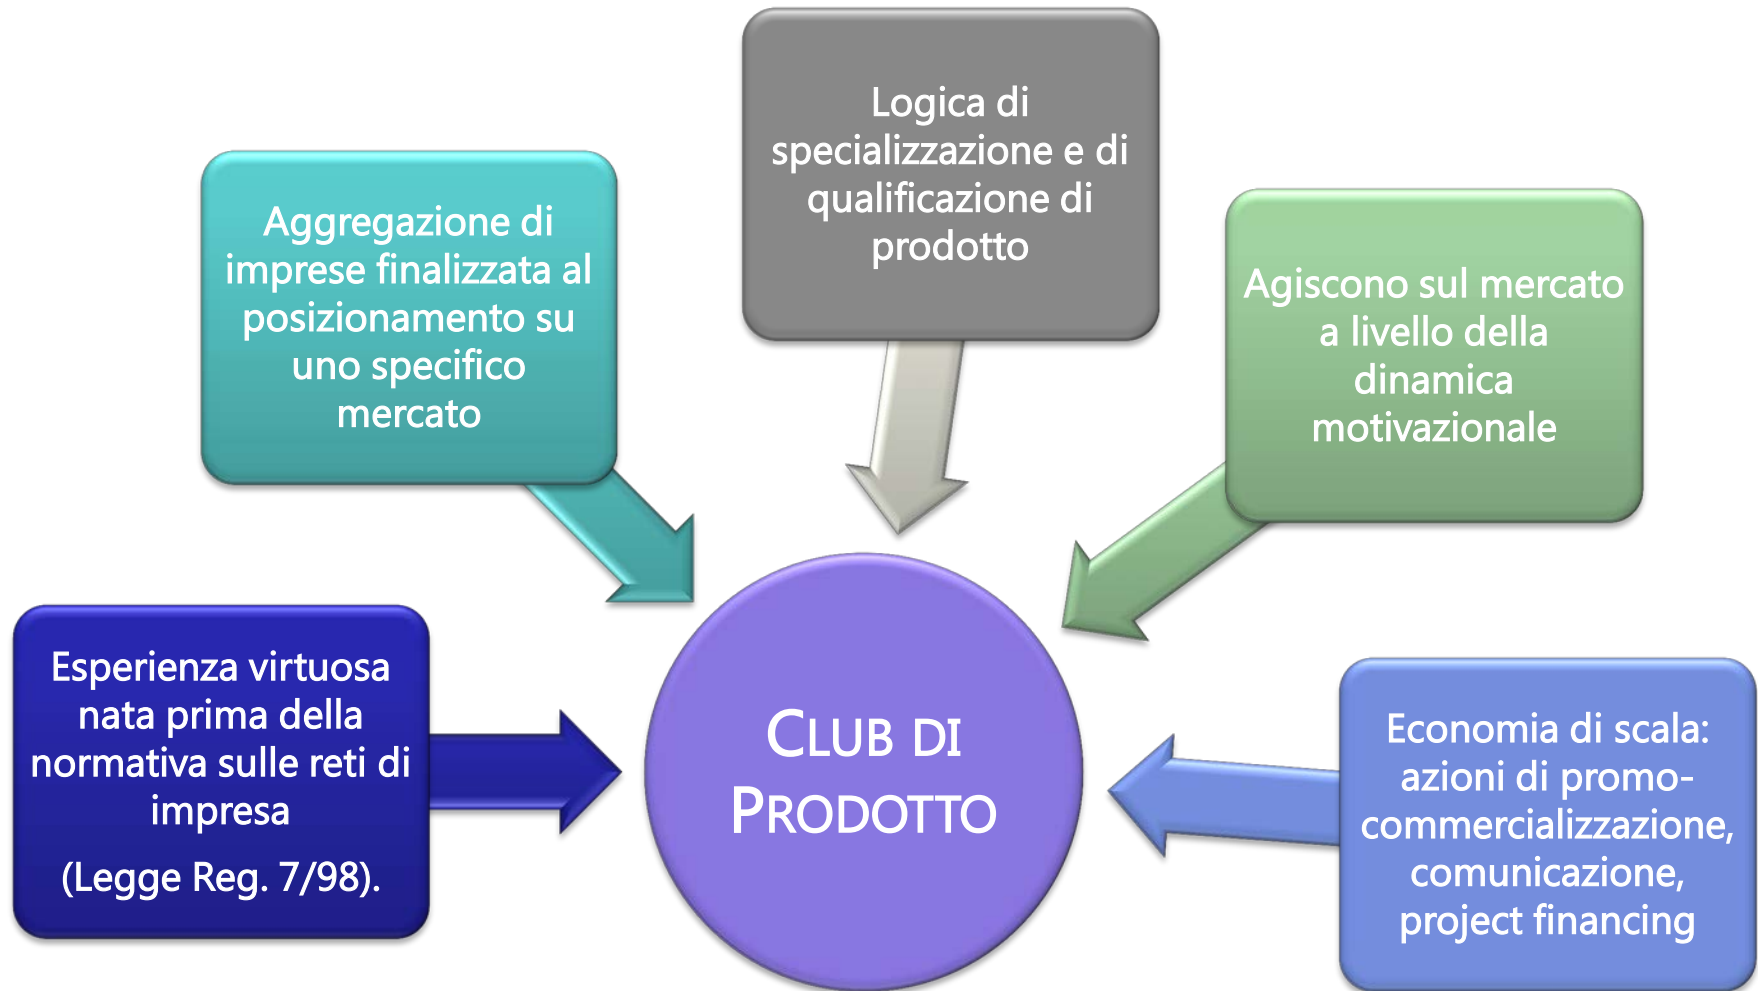 Logica di
specializzazione e di
qualificazione di
prodotto
Aggregazione di
imprese finalizzata al
posizionamento su
uno specifico
mercato
Agiscono sul mercato
a livello della
dinamica
motivazionale
Esperienza virtuosa
nata prima della
normativa sulle reti di
impresa
(Legge Reg. 7/98).
CLUB DI
PRODOTTO
Economia di scala:
azioni di promo-
commercializzazione,
comunicazione,
project financing